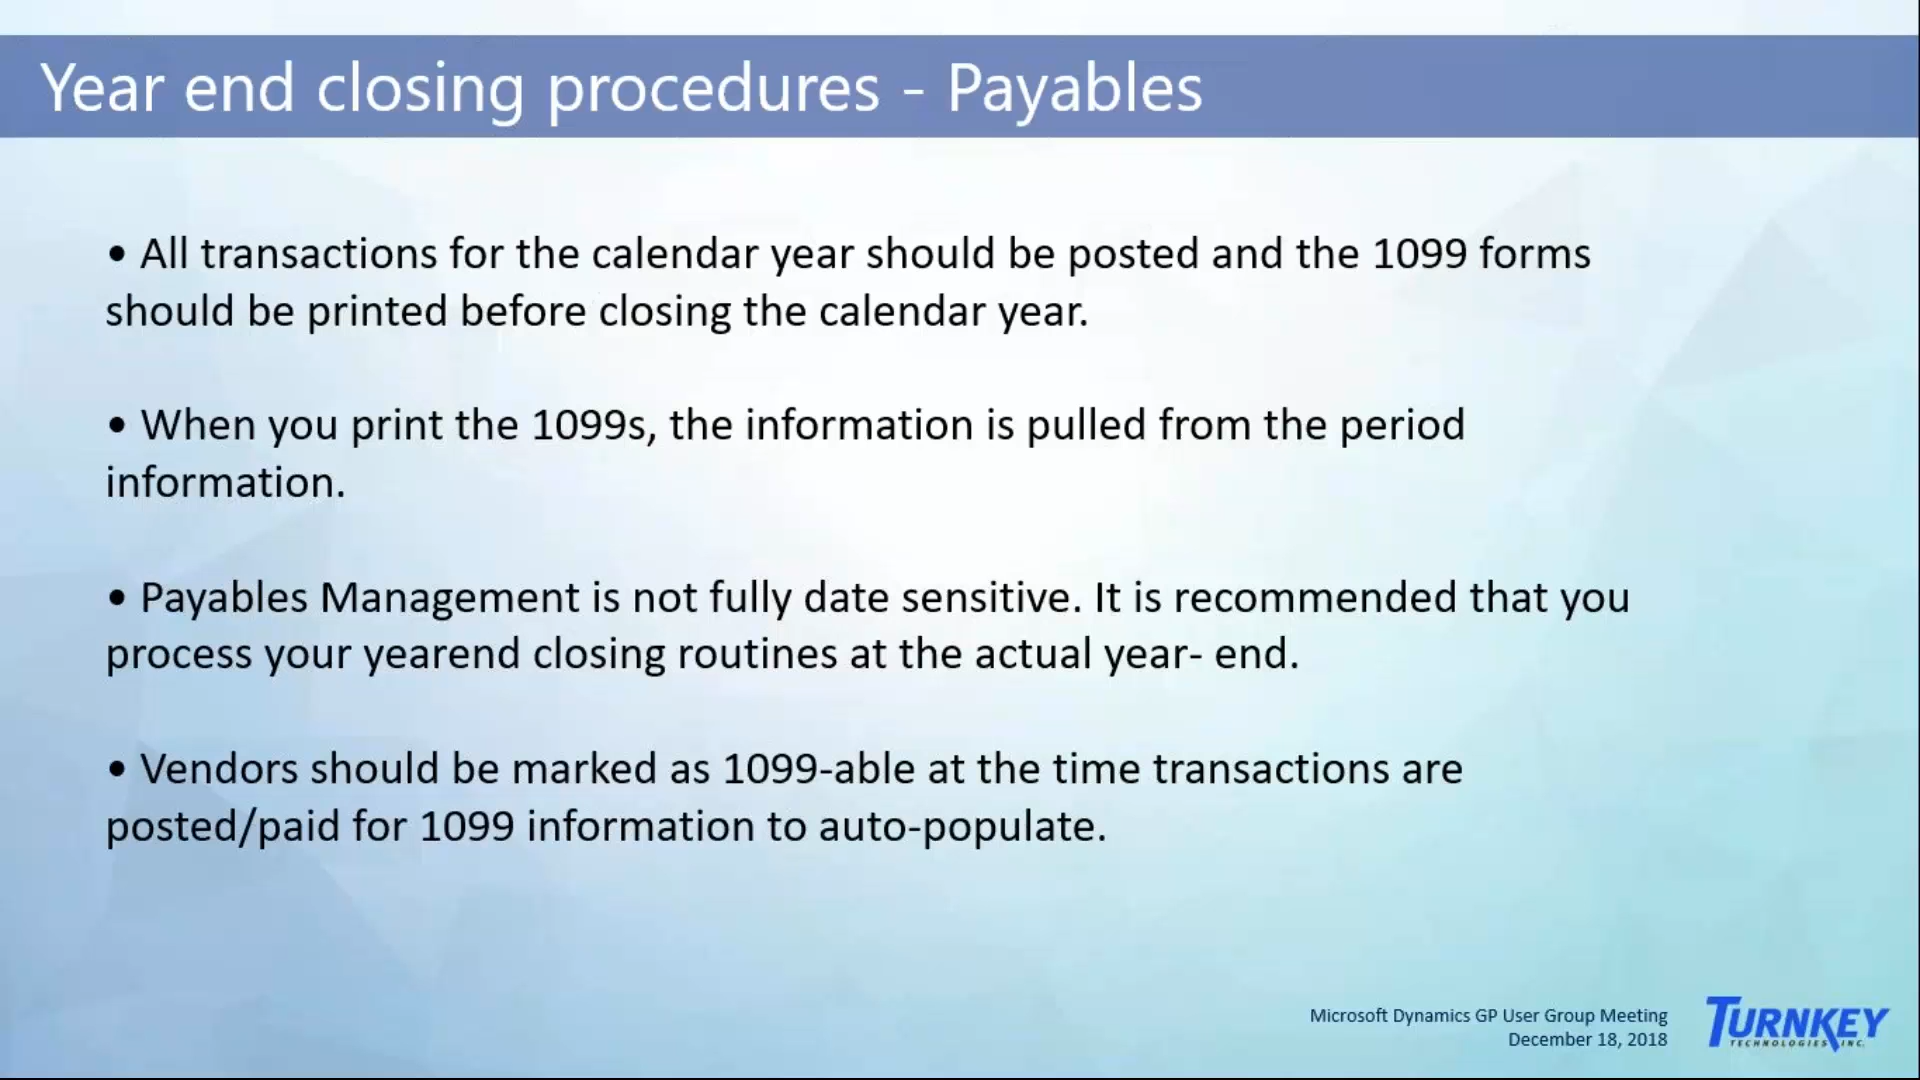 Year end closing procedures - Payables
• All transactions for the calendar year should be posted and the 1099 forms
should be printed before closing the calendar year.
• When you print the 1099s, the information is pulled from the period
information.
• Payables Management is not fully date sensitive. It is recommended that you
process your yearend closing routines at the actual year- end.
• Vendors should be marked as 1099-able at the time transactions are
posted/paid for 1099 information to auto-populate.
Microsoft Dynamics GP User Group Meeting
December 18, 2018
TURNKEY
TECHNOLOGIES, INC.